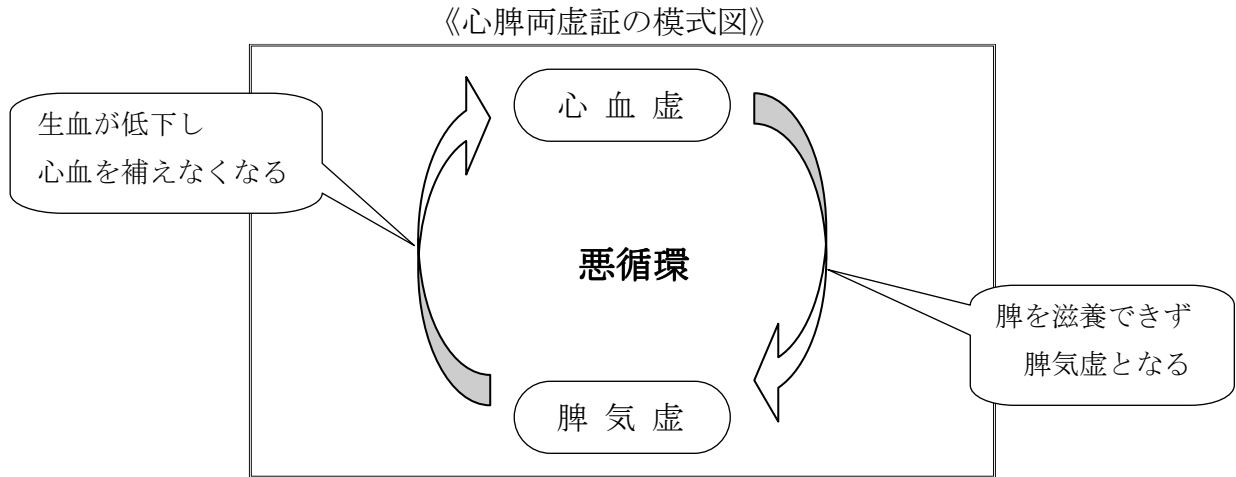 《心脾両虚証の模式図》
心血虚
生血が低下し
心血を補えなくなる
悪循環
脾を滋養できず
脾気虚となる
脾気虚